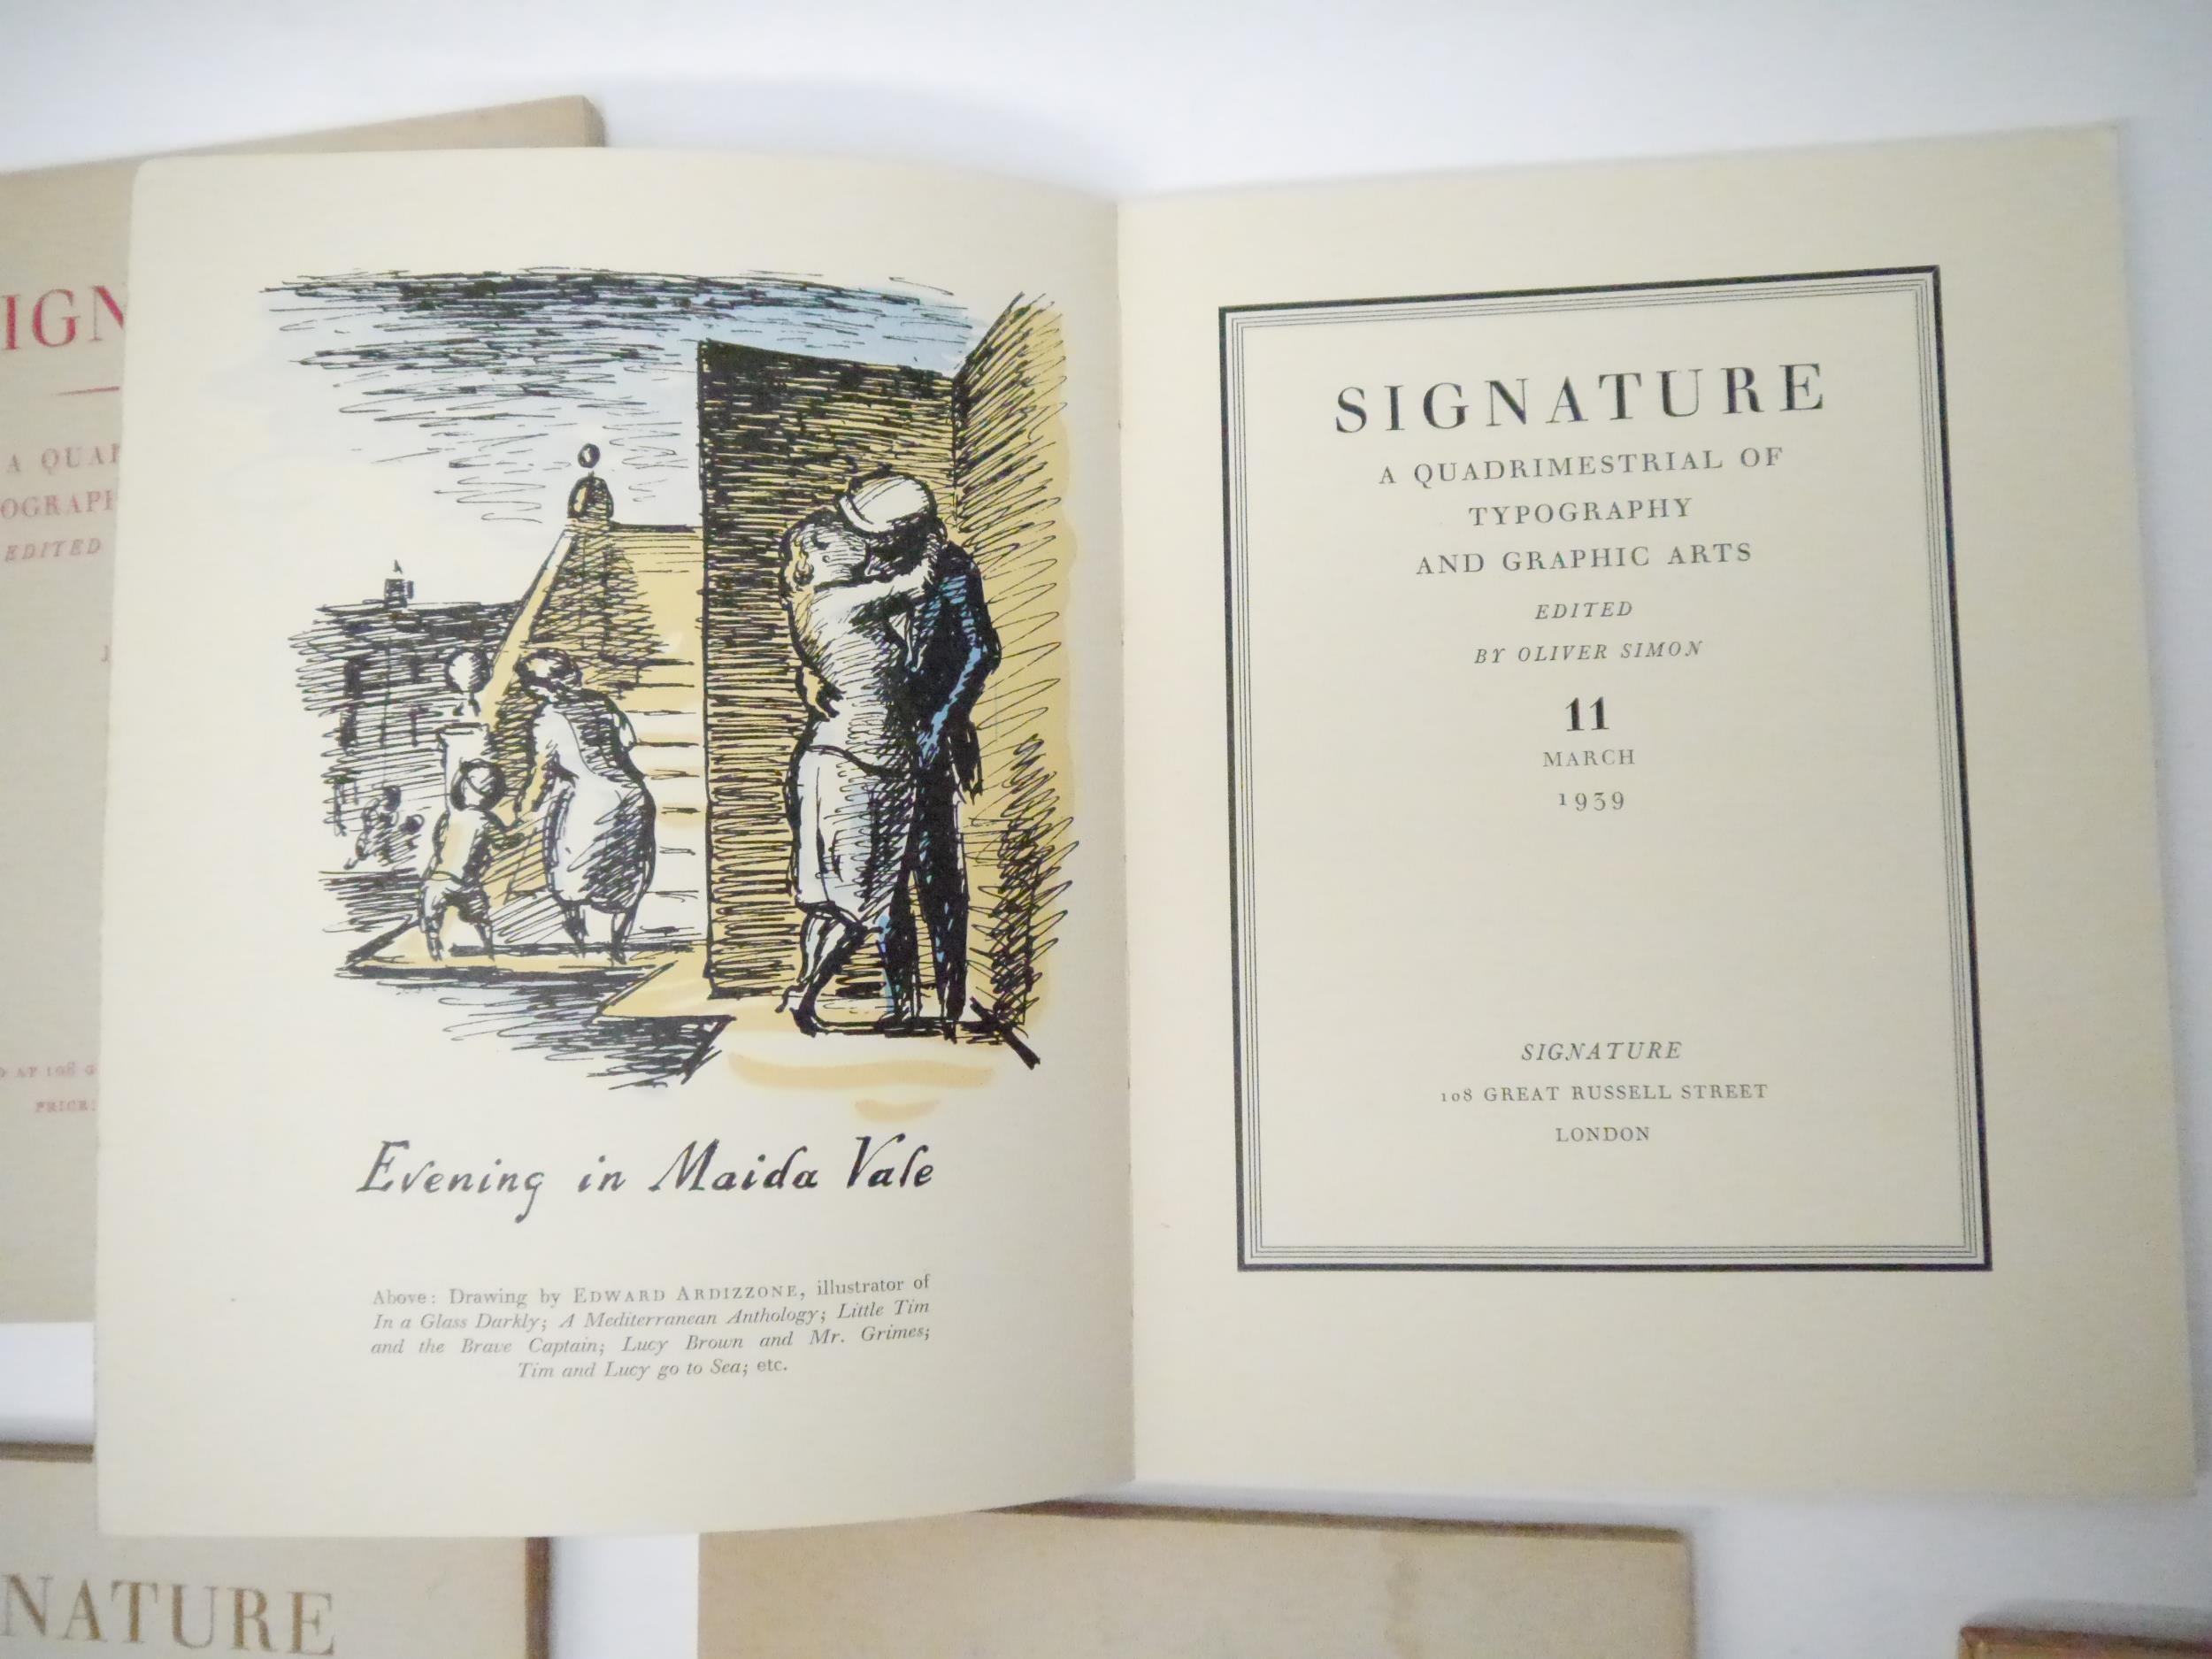 A QUA
EDITED
Evening in Maida Vale
Above: Drawing by EDWARD ARDIZZONE, illustrator of
In a Glass Darkly; A Mediterranean Anthology; Little Tim
and the Brave Captain; Lucy Brown and Mr. Grimes;
Tim and Lucy go to Sea; etc.
SIGNATURE
A QUADRIMESTRIAL OF
TYPOGRAPHY
AND GRAPHIC ARTS
EDITED
BY OLIVER SIMON
11
MARCH
1939
SIGNATURE
108 GREAT RUSSELL STREET
LONDON
NATURE